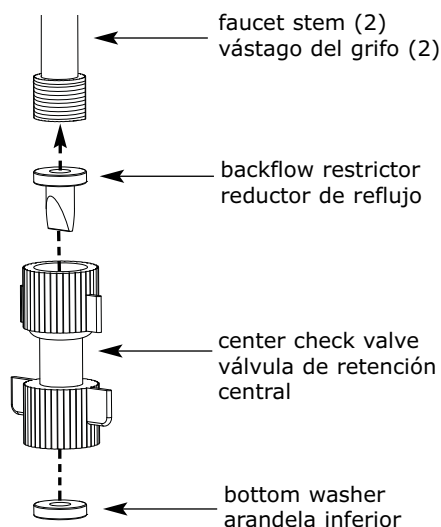 faucet stem (2)
vástago del grifo (2)
backflow restrictor
reductor de reflujo
center check valve
válvula de retención
central
bottom washer
arandela inferior